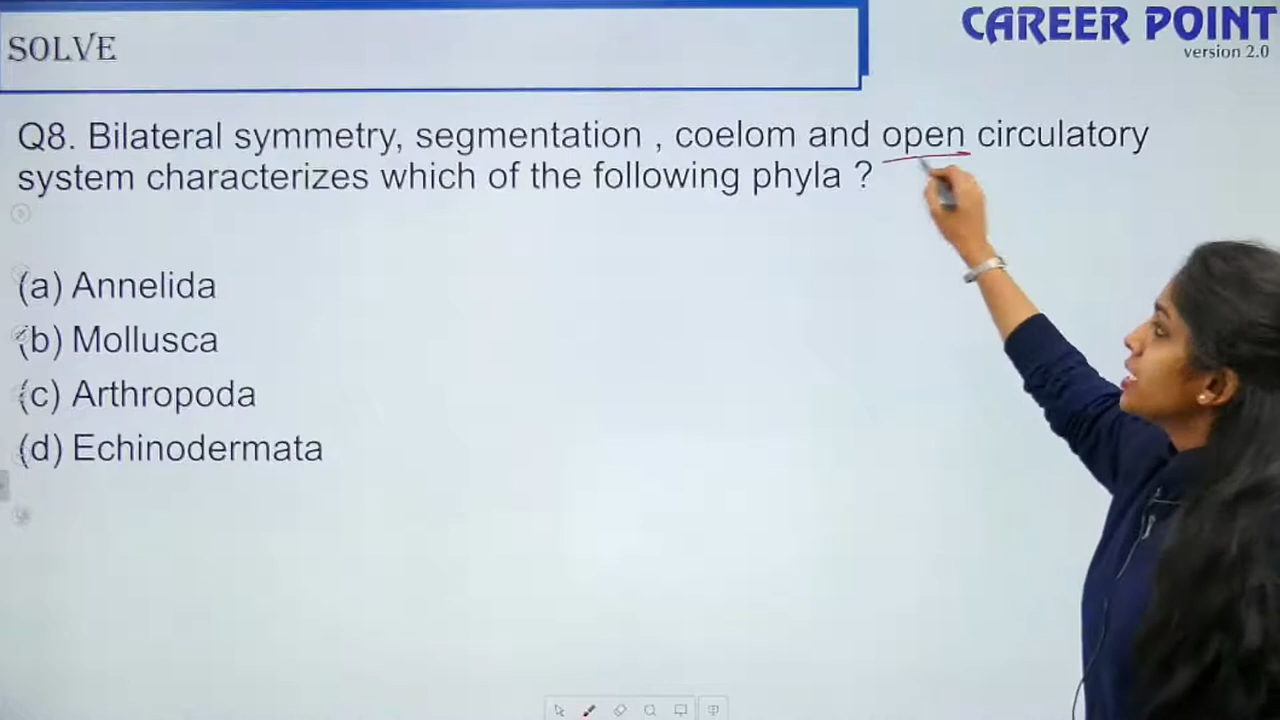 SOLVE
CAREER POINT
version 2.0
Q8. Bilateral symmetry, segmentation , coelom and open circulatory
system characterizes which of the following phyla ?
(a) Annelida
(b) Mollusca
(c) Arthropoda
(d) Echinodermata